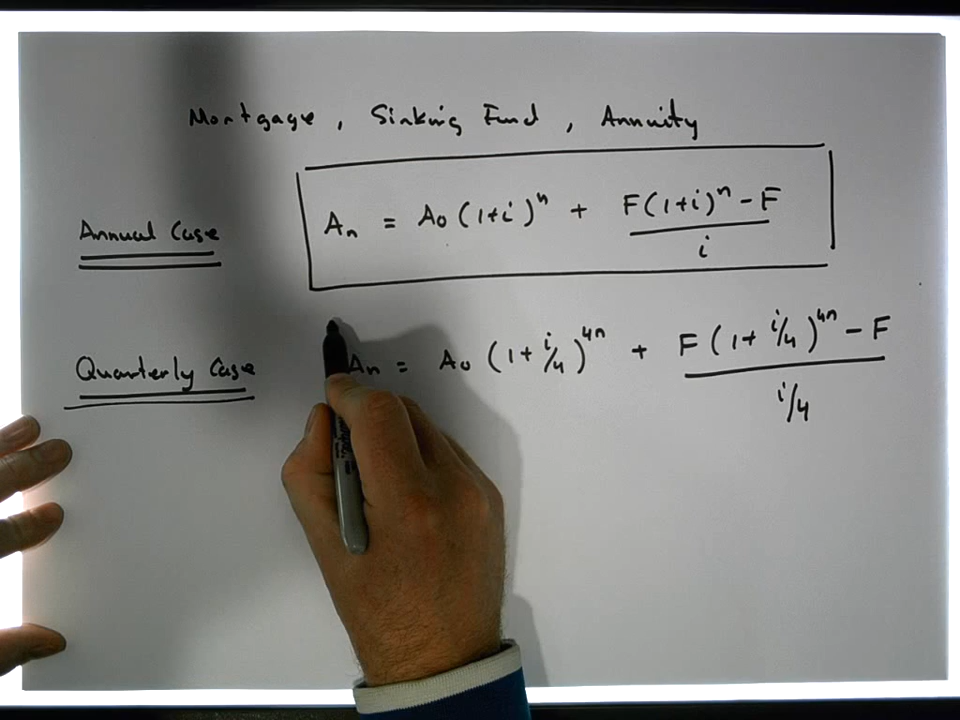 Mortgage, Sinking Fund, Annuity
Annual Case
Aₙ = A₀(1+i)ⁿ + (F(1+i)ⁿ - F)/i
Quarterly Case
Aₙ = A₀(1+i/4)⁴ⁿ + (F(1+i/4)⁴ⁿ - F)/(i/4)